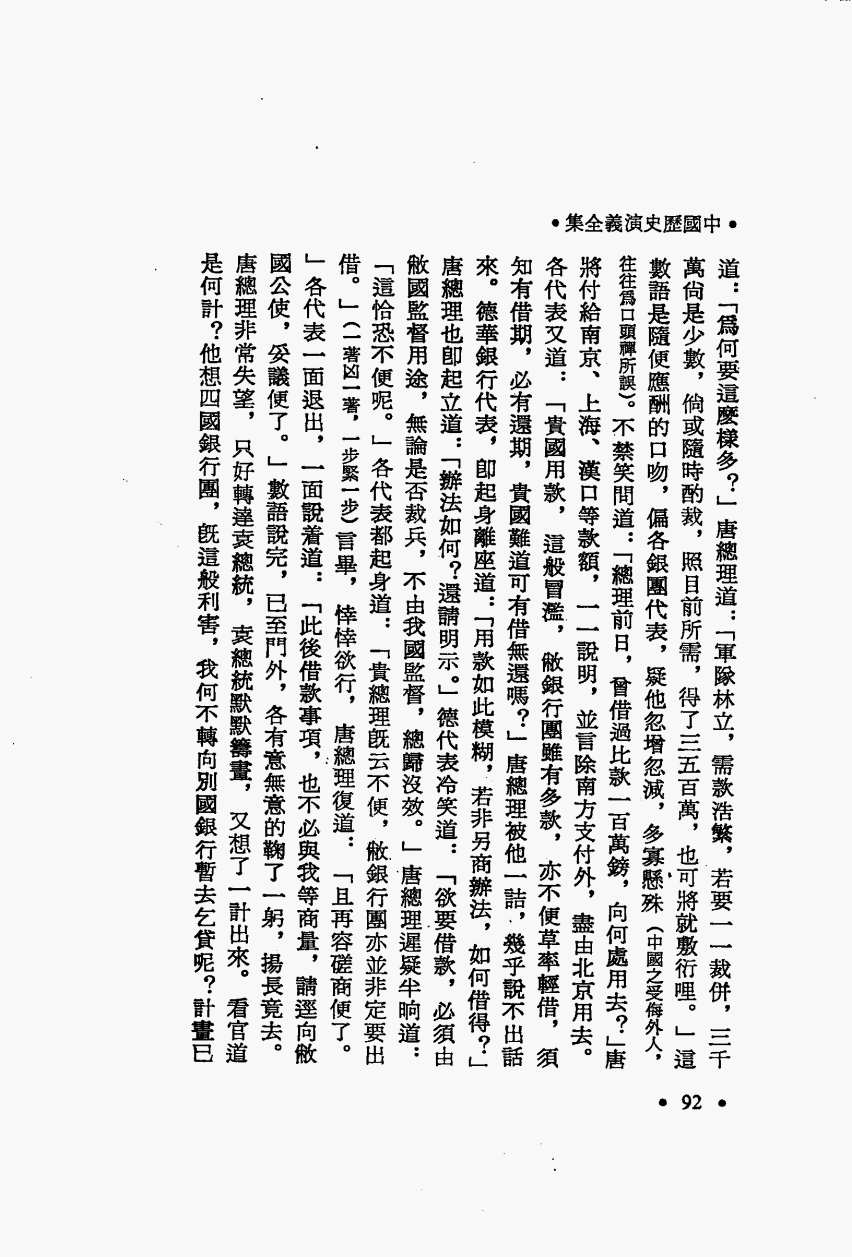 •中國歷史演義全集•
道：「爲何要這麼樣多？」唐總理道：「軍隊林立，需款浩繁，若要一一裁併，三千
萬尙是少數，倘或隨時酌裁，照目前所需，得了三五百萬，也可將就敷衍哩。」這
數語是隨便應酬的口吻，偏各銀團代表，疑他忽增忽減，多寡懸殊（中國之受侮外人，
往往爲口頭禪所誤）。不禁笑問道：「總理前日，曾借過比款一百萬鎊，向何處用去？」唐
將付給南京、上海、漢口等款額，一一說明，並言除南方支付外，盡由北京用去。
各代表又道：「貴國用款，這般冒濫，敝銀行團雖有多款，亦不便草率輕借，須
知有借期，必有還期，貴國難道可有借無還嗎？」唐總理被他一詰，幾乎說不出話
來。德華銀行代表，卽起身離座道：「用款如此模糊，若非另商辦法，如何借得？」
唐總理也卽起立道：「辦法如何？還請明示。」德代表冷笑道：「欲要借款，必須由
敝國監督用途，無論是否裁兵，不由我國監督，總歸沒效。」唐總理遲疑半晌道：
「這恰恐不便呢。」各代表都起身道：「貴總理旣云不便，敝銀行團亦並非定要出
借。」（一著凶一著，一步緊一步）言畢，悻悻欲行，唐總理復道：「且再容磋商便了。
」各代表一面退出，一面說着道：「此後借款事項，也不必與我等商量，請逕向敝
國公使，妥議便了。」數語說完，已至門外，各有意無意的鞠了一躬，揚長竟去。
唐總理非常失望，只好轉達袁總統，袁總統默默籌畫，又想了一計出來。看官道
是何計？他想四國銀行團，旣這般利害，我何不轉向別國銀行暫去乞貸呢？計畫已
•92•